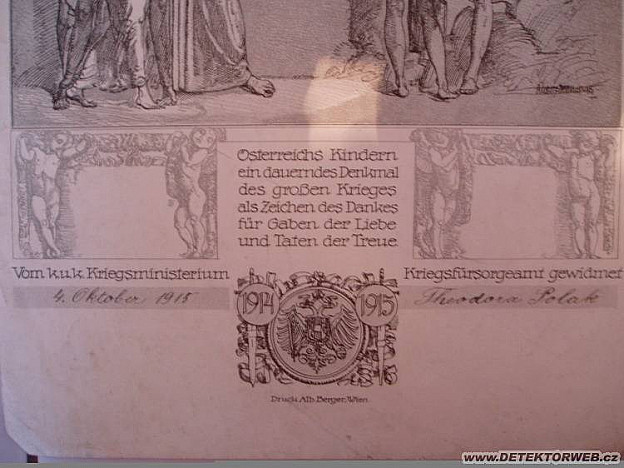 Österreichs Kindern
ein dauerndes Denkmal
des großen Krieges
als Zeichen des Dankes
für Gaben der Liebe
und Taten der Treue
Vom k.u.k. Kriegsministerium
Kriegsfürsorgeamt gewidmet
4. Oktober 1915
1914
1915
Theodora Polak
Druck Alb. Berger, Wien
www.DETEKTORWEB.cz